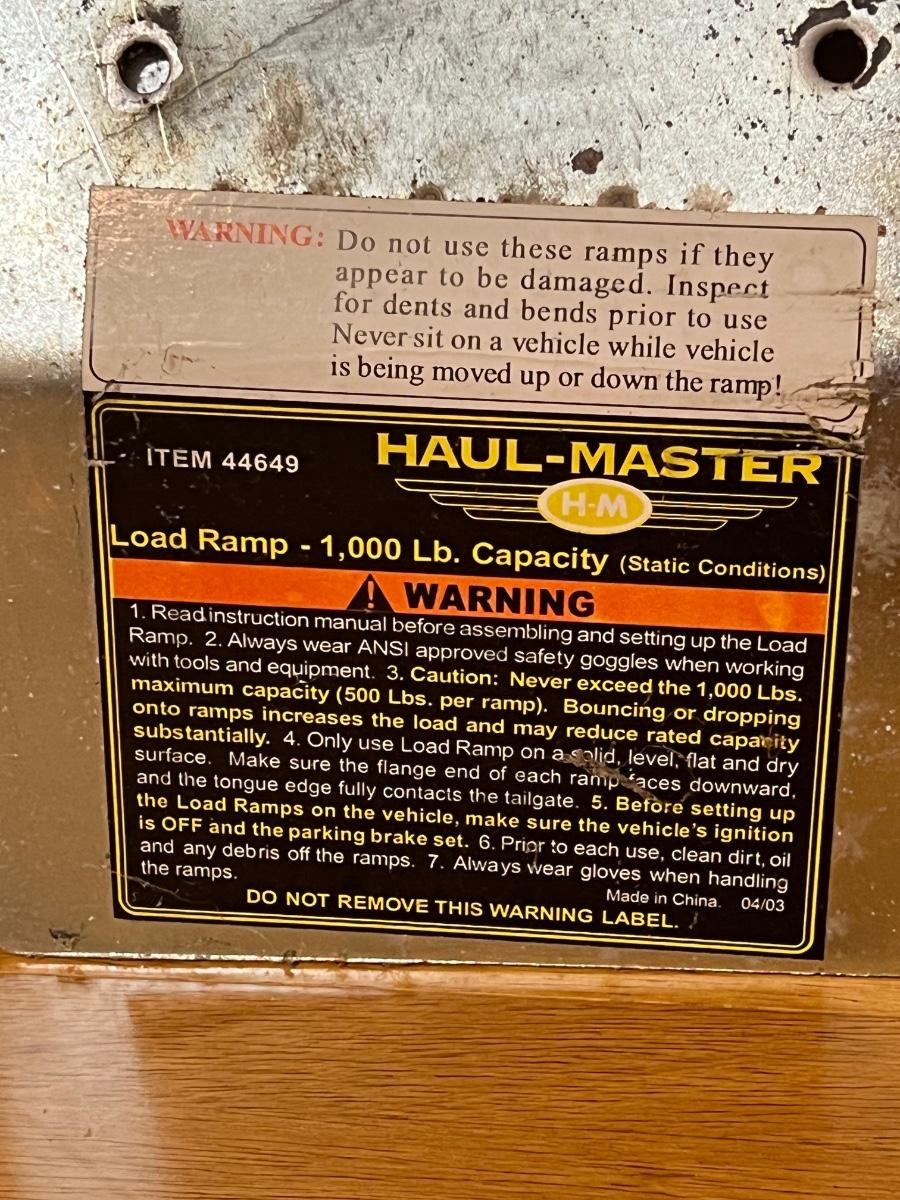 WARNING: Do not use these ramps if they
appear to be damaged. Inspect
for dents and bends prior to use
Never sit on a vehicle while vehicle
is being moved up or down the ramp!
ITEM 44649
HAUL-MASTER
H-M
Load Ramp - 1,000 Lb. Capacity (Static Conditions)
WARNING
1. Read instruction manual before assembling and setting up the Load
Ramp. 2. Always wear ANSI approved safety goggles when working
with tools and equipment. 3. Caution: Never exceed the 1,000 Lbs.
maximum capacity (500 Lbs. per ramp). Bouncing or dropping
onto ramps increases the load and may reduce rated capacity
substantially. 4. Only use Load Ramp on a solid, level, flat and dry
surface. Make sure the flange end of each ramp faces downward,
and the tongue edge fully contacts the tailgate. 5. Before setting up
the Load Ramps on the vehicle, make sure the vehicle's ignition
is OFF and the parking brake set. 6. Prior to each use, clean dirt, oil
and any debris off the ramps. 7. Always wear gloves when handling
the ramps.
Made in China. 04/03
DO NOT REMOVE THIS WARNING LABEL.